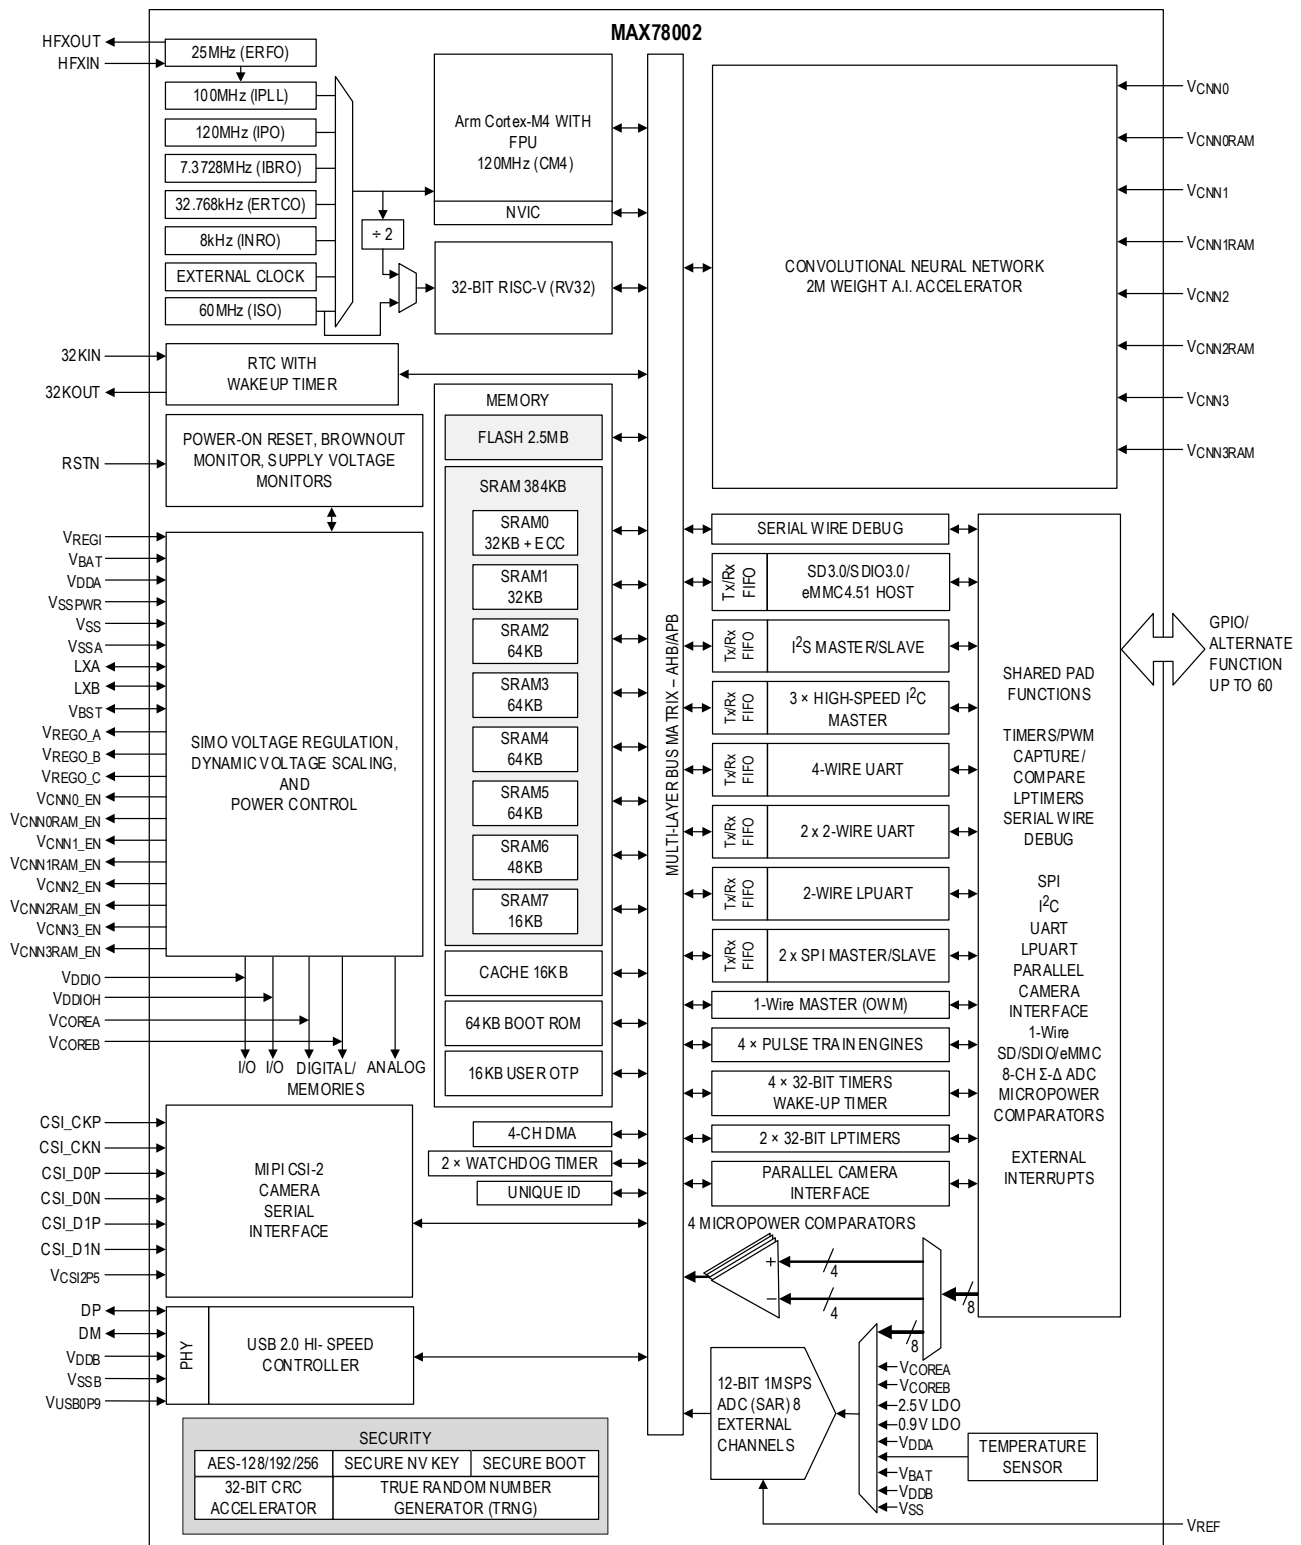 MAX78002
HFXOUT
HFXIN
25MHz (ERFO)
100MHz (IPLL)
120MHz (IPO)
7.3728MHz (IBRO)
32.768kHz (ERTCO)
8kHz (INRO)
EXTERNAL CLOCK
60MHz (ISO)
÷ 2
Arm Cortex-M4 WITH
FPU
120MHz (CM4)
NVIC
32-BIT RISC-V (RV32)
32KIN
32KOUT
RTC WITH
WAKEUP TIMER
RSTN
POWER-ON RESET, BROWNOUT
MONITOR, SUPPLY VOLTAGE
MONITORS
VREGI
VBAT
VDDA
VSSPWR
VSS
VSSA
LXA
LXB
VBST
VREGO_A
VREGO_B
VREGO_C
VCNN0_EN
VCNN0RAM_EN
VCNN1_EN
VCNN1RAM_EN
VCNN2_EN
VCNN2RAM_EN
VCNN3_EN
VCNN3RAM_EN
SIMO VOLTAGE REGULATION,
DYNAMIC VOLTAGE SCALING,
AND
POWER CONTROL
VDDIO
VDDIOH
VCOREA
VCOREB
I/O
I/O
DIGITAL/
MEMORIES
ANALOG
CSI_CKP
CSI_CKN
CSI_D0P
CSI_D0N
CSI_D1P
CSI_D1N
VCSI2P5
MIPI CSI-2
CAMERA
SERIAL
INTERFACE
DP
DM
VDDB
VSSB
VUSB0P9
PHY
USB 2.0 HI- SPEED
CONTROLLER
SECURITY
AES-128/192/256
SECURE NV KEY
SECURE BOOT
32-BIT CRC
ACCELERATOR
TRUE RANDOM NUMBER
GENERATOR (TRNG)
MEMORY
FLASH 2.5MB
SRAM 384KB
SRAM0
32KB + ECC
SRAM1
32KB
SRAM2
64KB
SRAM3
64KB
SRAM4
64KB
SRAM5
64KB
SRAM6
48KB
SRAM7
16KB
CACHE 16KB
64KB BOOT ROM
16KB USER OTP
4-CH DMA
2 × WATCHDOG TIMER
UNIQUE ID
MULTI-LAYER BUS MATRIX – AHB/APB
CONVOLUTIONAL NEURAL NETWORK
2M WEIGHT A.I. ACCELERATOR
VCNN0
VCNN0RAM
VCNN1
VCNN1RAM
VCNN2
VCNN2RAM
VCNN3
VCNN3RAM
SERIAL WIRE DEBUG
Tx/Rx
FIFO
SD3.0/SDIO3.0/
eMMC4.51 HOST
Tx/Rx
FIFO
I2S MASTER/SLAVE
Tx/Rx
FIFO
3 × HIGH-SPEED I2C
MASTER
Tx/Rx
FIFO
4-WIRE UART
Tx/Rx
FIFO
2 x 2-WIRE UART
Tx/Rx
FIFO
2-WIRE LPUART
Tx/Rx
FIFO
2 x SPI MASTER/SLAVE
1-Wire MASTER (OWM)
4 × PULSE TRAIN ENGINES
4 × 32-BIT TIMERS
WAKE-UP TIMER
2 × 32-BIT LPTIMERS
PARALLEL CAMERA
INTERFACE
SHARED PAD
FUNCTIONS
TIMERS/PWM
CAPTURE/
COMPARE
LPTIMERS
SERIAL WIRE
DEBUG
SPI
I2C
UART
LPUART
PARALLEL
CAMERA
INTERFACE
1-Wire
SD/SDIO/eMMC
8-CH Σ-Δ ADC
MICROPOWER
COMPARATORS
EXTERNAL
INTERRUPTS
GPIO/
ALTERNATE
FUNCTION
UP TO 60
4 MICROPOWER COMPARATORS
+
4
−
4
8
8
12-BIT 1MSPS
ADC (SAR) 8
EXTERNAL
CHANNELS
VCOREA
VCOREB
2.5V LDO
0.9V LDO
VDDA
VBAT
VDDB
VSS
TEMPERATURE
SENSOR
VREF